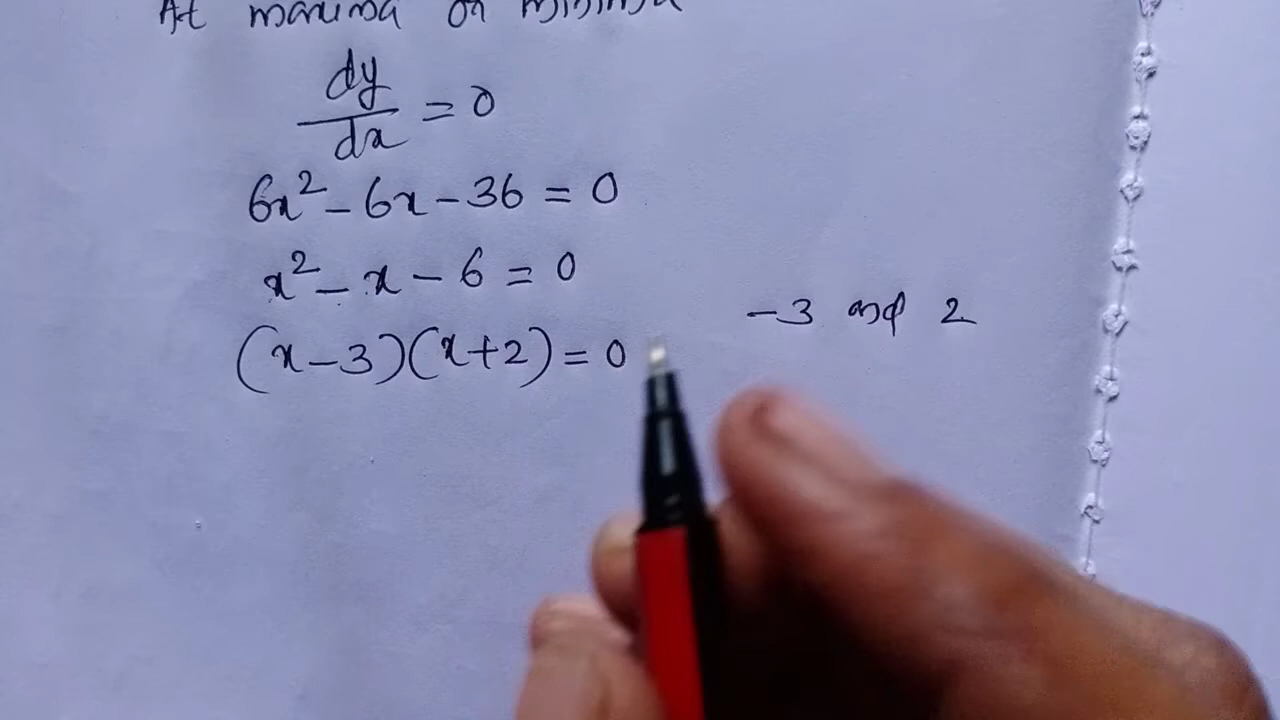 At maxima or minima
dy/dx = 0
6x² - 6x - 36 = 0
x² - x - 6 = 0
-3 and 2
(x-3)(x+2) = 0